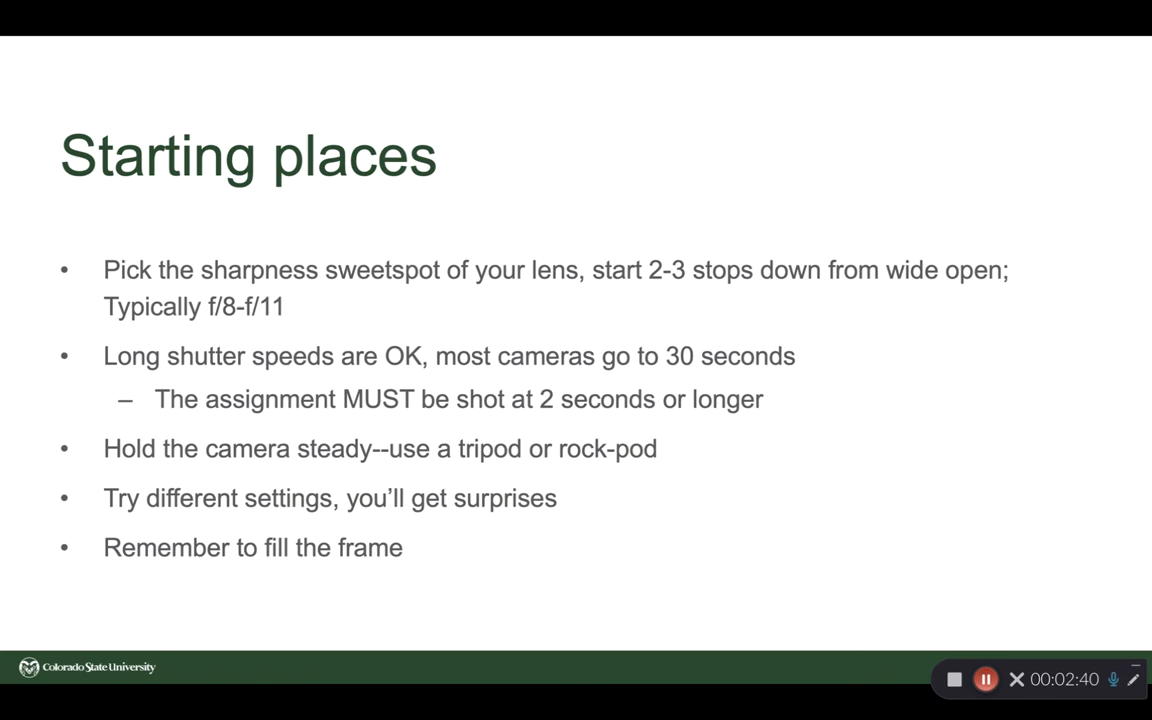 Starting places
• Pick the sharpness sweetspot of your lens, start 2-3 stops down from wide open;
Typically f/8-f/11
• Long shutter speeds are OK, most cameras go to 30 seconds
– The assignment MUST be shot at 2 seconds or longer
• Hold the camera steady--use a tripod or rock-pod
• Try different settings, you’ll get surprises
• Remember to fill the frame
Colorado State University
00:02:40